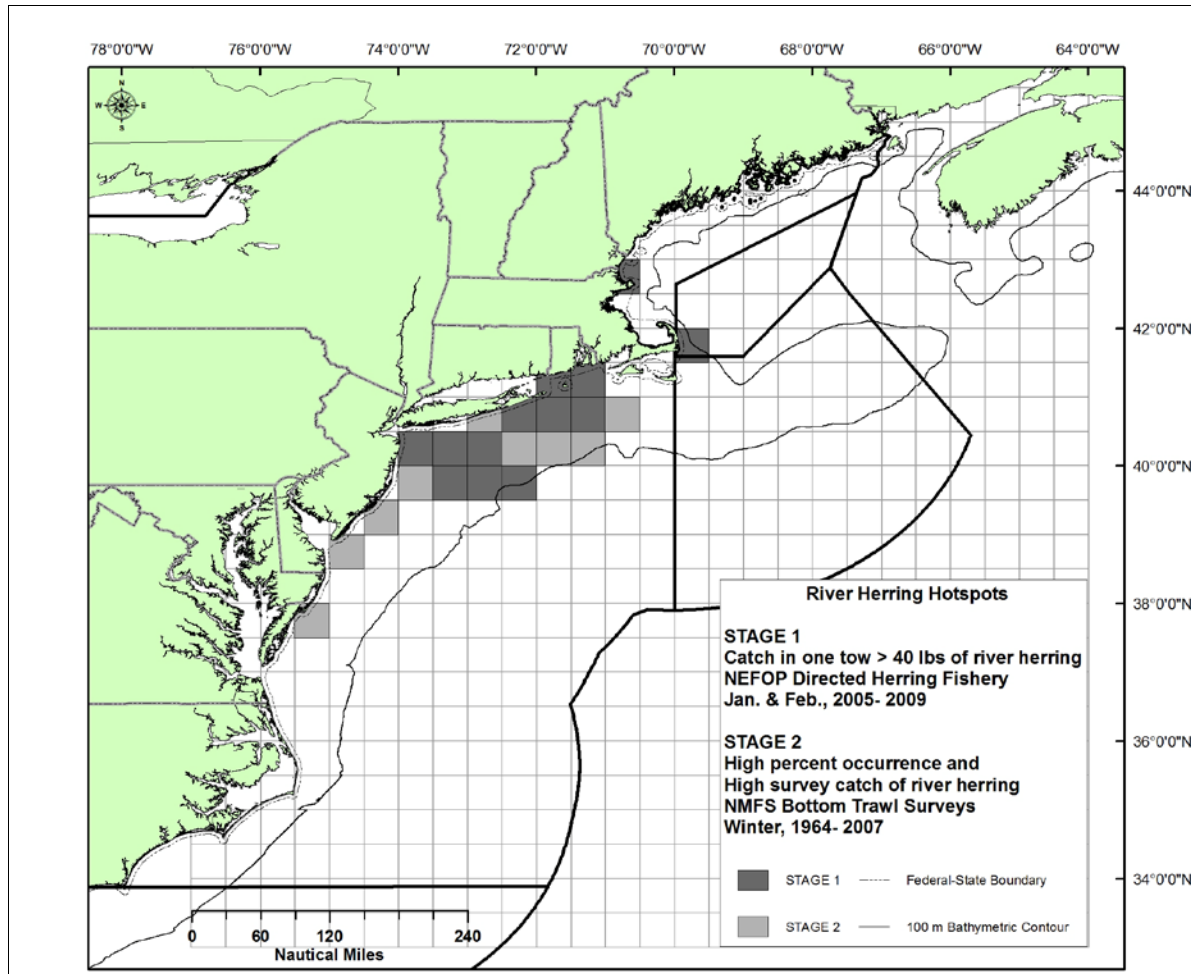 78°0'0"W 76°0'0"W 74°0'0"W 72°0'0"W 70°0'0"W 68°0'0"W 66°0'0"W 64°0'0"W
N
W E
S
44°0'0"N
42°0'0"N
40°0'0"N
38°0'0"N
36°0'0"N
34°0'0"N
River Herring Hotspots
STAGE 1
Catch in one tow > 40 lbs of river herring
NEFOP Directed Herring Fishery
Jan. & Feb., 2005- 2009
STAGE 2
High percent occurrence and
High survey catch of river herring
NMFS Bottom Trawl Surveys
Winter, 1964- 2007
STAGE 1 Federal-State Boundary
STAGE 2 100 m Bathymetric Contour
0 60 120 240
Nautical Miles